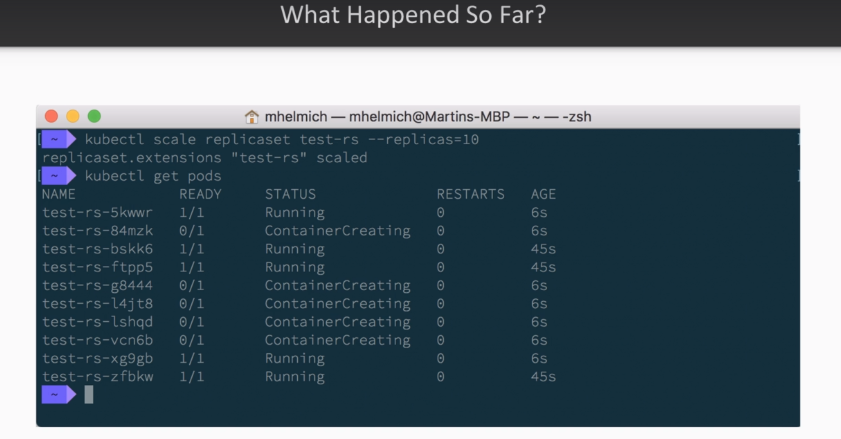 What Happened So Far?
mhelmich — mhelmich@Martins-MBP — ~ — -zsh
[ ~ kubectl scale replicaset test-rs --replicas=10 ]
replicaset.extensions "test-rs" scaled
[ ~ kubectl get pods ]
NAME READY STATUS RESTARTS AGE
test-rs-5kwwr 1/1 Running 0 6s
test-rs-84mzk 0/1 ContainerCreating 0 6s
test-rs-bskk6 1/1 Running 0 45s
test-rs-ftpp5 1/1 Running 0 45s
test-rs-g8444 0/1 ContainerCreating 0 6s
test-rs-l4jt8 0/1 ContainerCreating 0 6s
test-rs-lshqd 0/1 ContainerCreating 0 6s
test-rs-vcn6b 0/1 ContainerCreating 0 6s
test-rs-xg9gb 1/1 Running 0 6s
test-rs-zfbkw 1/1 Running 0 45s
~